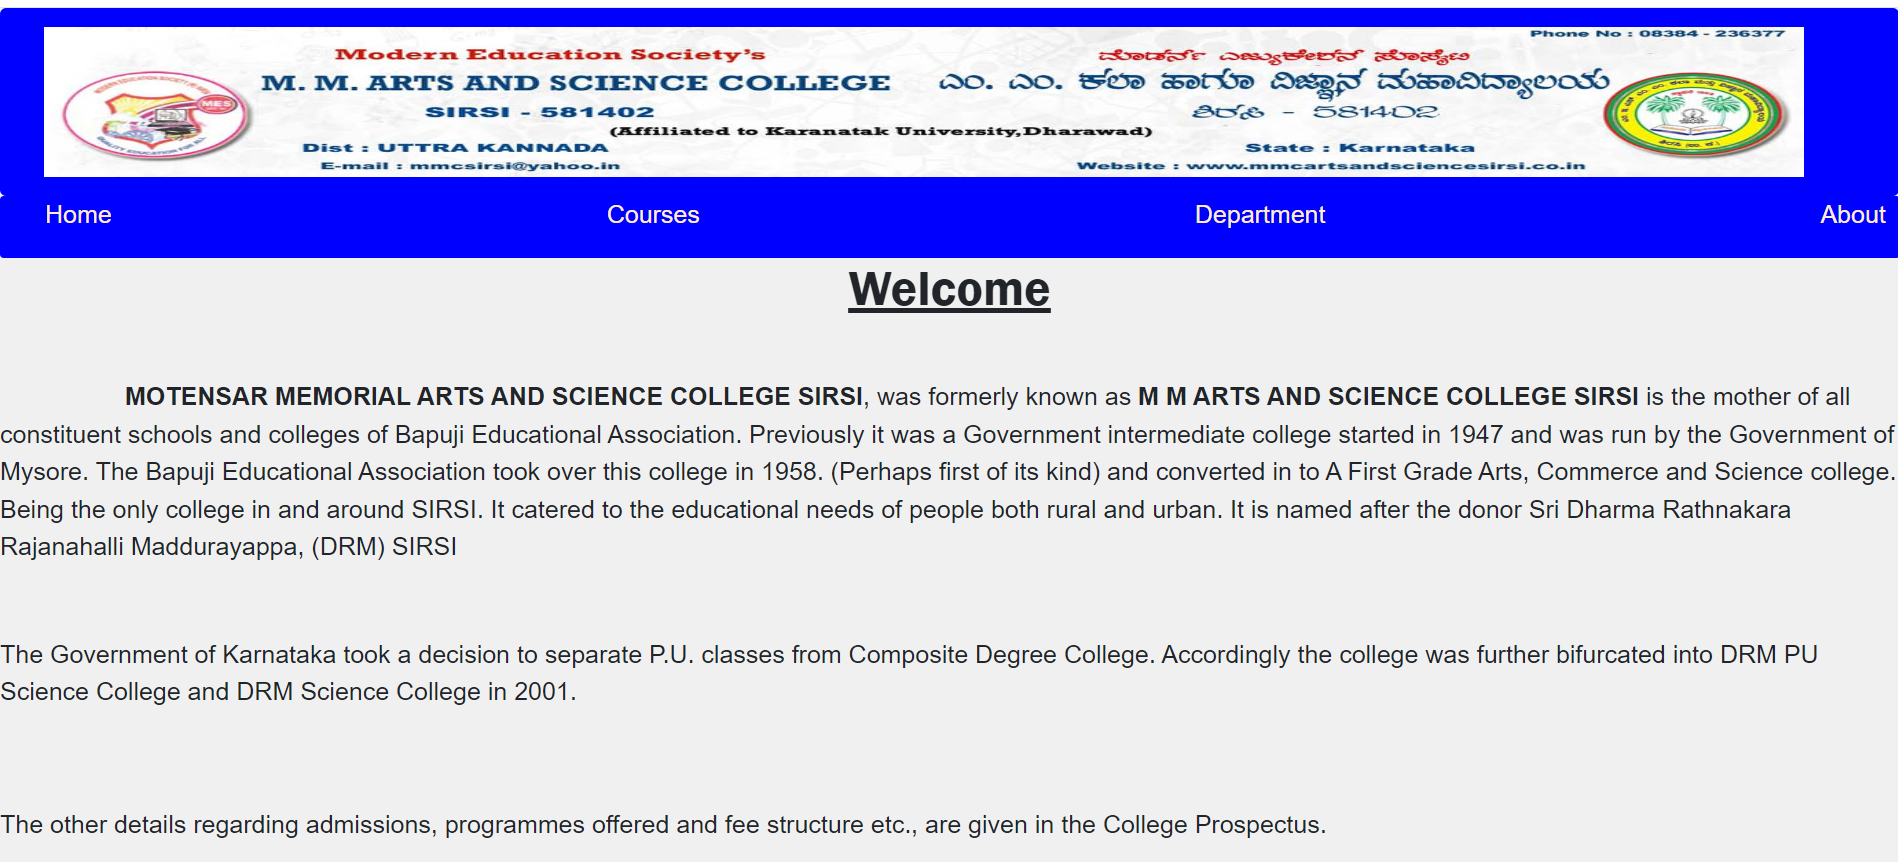 Phone No : 08384 - 236377
Modern Education Society's
M. M. ARTS AND SCIENCE COLLEGE
SIRSI - 581402
ಮೊಡರ್ನ್ ಎಜ್ಯುಕೇಶನ್ ಸೊಸೈಟಿ
ಎಂ. ಎಂ. ಕಲಾ ಹಾಗೂ ವಿಜ್ಞಾನ ಮಹಾವಿದ್ಯಾಲಯ
ಶಿರಸಿ - 581402
(Affiliated to Karanatak University,Dharawad)
Dist : UTTRA KANNADA
State : Karnataka
E-mail : mmcsirsi@yahoo.in
Website : www.mmcartsandsciencesirsi.co.in
MES
Home
Courses
Department
About
Welcome
MOTENSAR MEMORIAL ARTS AND SCIENCE COLLEGE SIRSI, was formerly known as M M ARTS AND SCIENCE COLLEGE SIRSI is the mother of all
constituent schools and colleges of Bapuji Educational Association. Previously it was a Government intermediate college started in 1947 and was run by the Government of
Mysore. The Bapuji Educational Association took over this college in 1958. (Perhaps first of its kind) and converted in to A First Grade Arts, Commerce and Science college.
Being the only college in and around SIRSI. It catered to the educational needs of people both rural and urban. It is named after the donor Sri Dharma Rathnakara
Rajanahalli Maddurayappa, (DRM) SIRSI
The Government of Karnataka took a decision to separate P.U. classes from Composite Degree College. Accordingly the college was further bifurcated into DRM PU
Science College and DRM Science College in 2001.
The other details regarding admissions, programmes offered and fee structure etc., are given in the College Prospectus.